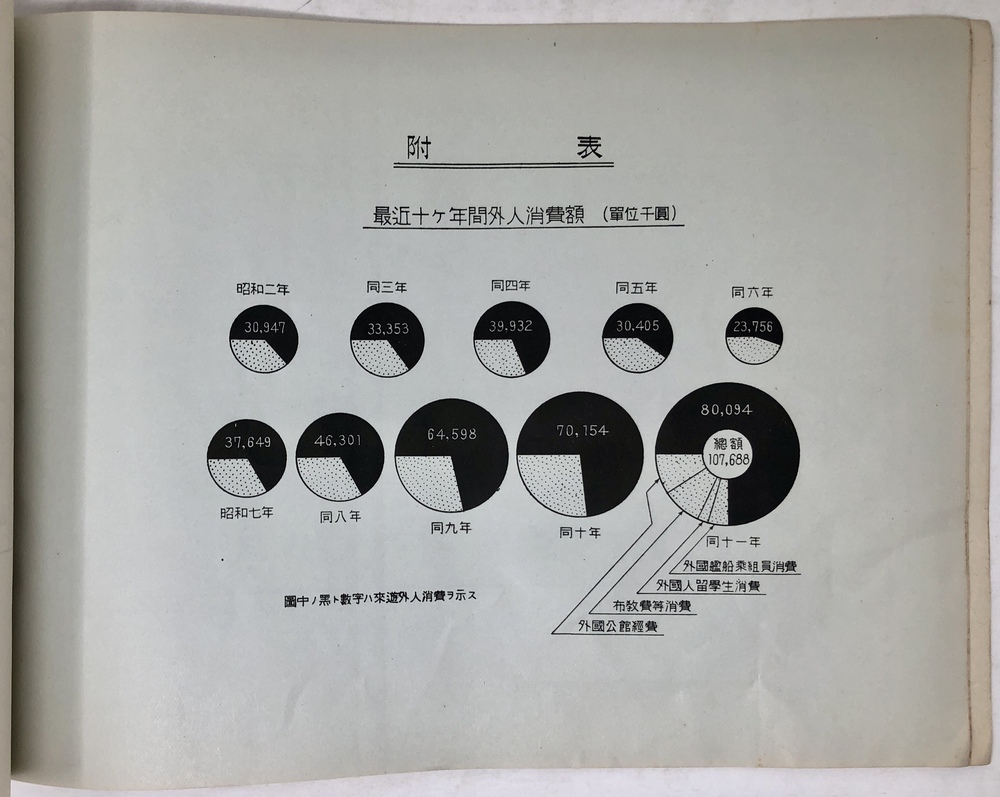 附表
最近十ヶ年間外人消費額 (單位千圓)
昭和二年 同三年 同四年 同五年 同六年
30,947 33,353 39,932 30,405 23,756
80,094
37,649 46,301 64,598 70,154 總額
107,688
昭和七年 同八年 同九年 同十年 同十一年
外國艦船乘組員消費
外國人留學生消費
圖中ノ黑ト數字ハ來遊外人消費ヲ示ス
布敎費等消費
外國公館經費